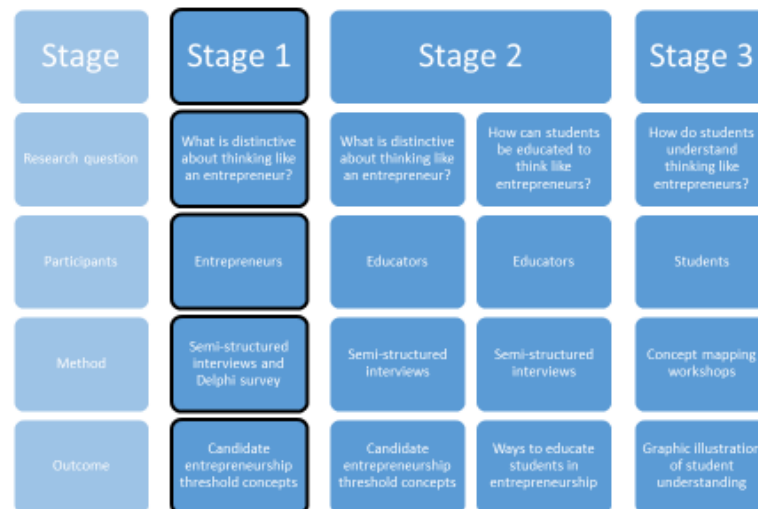 Stage
Stage 1
Stage 2
Stage 3
Research question
What is distinctive
about thinking like
an entrepreneur?
What is distinctive
about thinking like
an entrepreneur?
How can students
be educated to
think like
entrepreneurs?
How do students
understand
thinking like
entrepreneurs?
Participants
Entrepreneurs
Educators
Educators
Students
Method
Semi-structured
interviews and
Delphi survey
Semi-structured
interviews
Semi-structured
interviews
Concept mapping
workshops
Outcome
Candidate
entrepreneurship
threshold concepts
Candidate
entrepreneurship
threshold concepts
Ways to educate
students in
entrepreneurship
Graphic illustration
of student
understanding